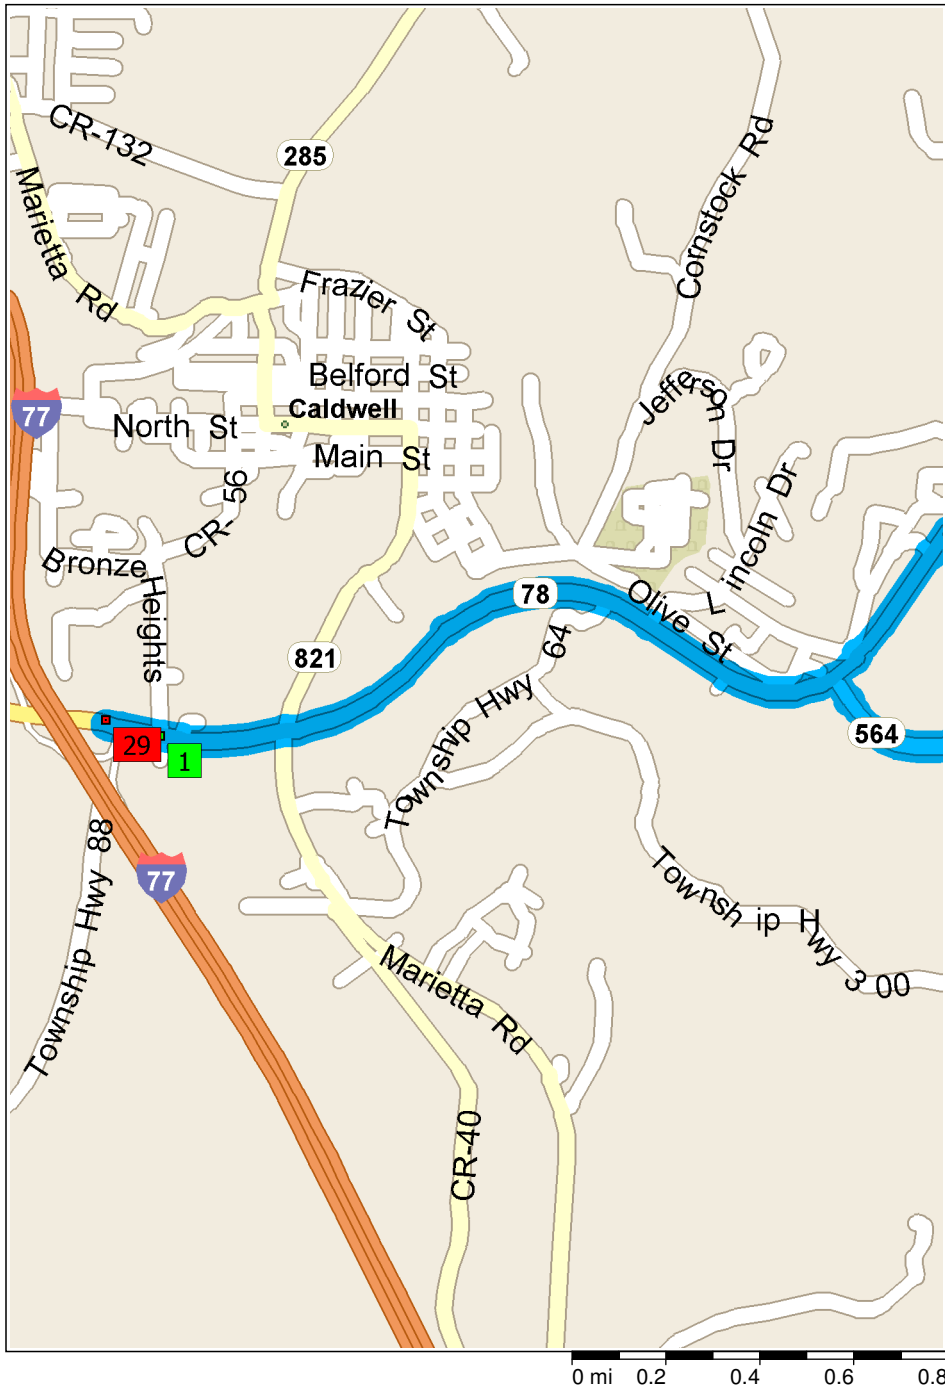 CR-132
285
Cornstock Rd
Marietta Rd
Frazier St
Belford St
Jefferson Dr
77
Caldwell
North St
Main St
CR-56
Lincoln Dr
Bronze Heights
78
Olive St
64
821
Township Hwy
29
1
564
Township Hwy 88
77
Township Hwy 300
Marietta Rd
CR-40
0 mi 0.2 0.4 0.6 0.8